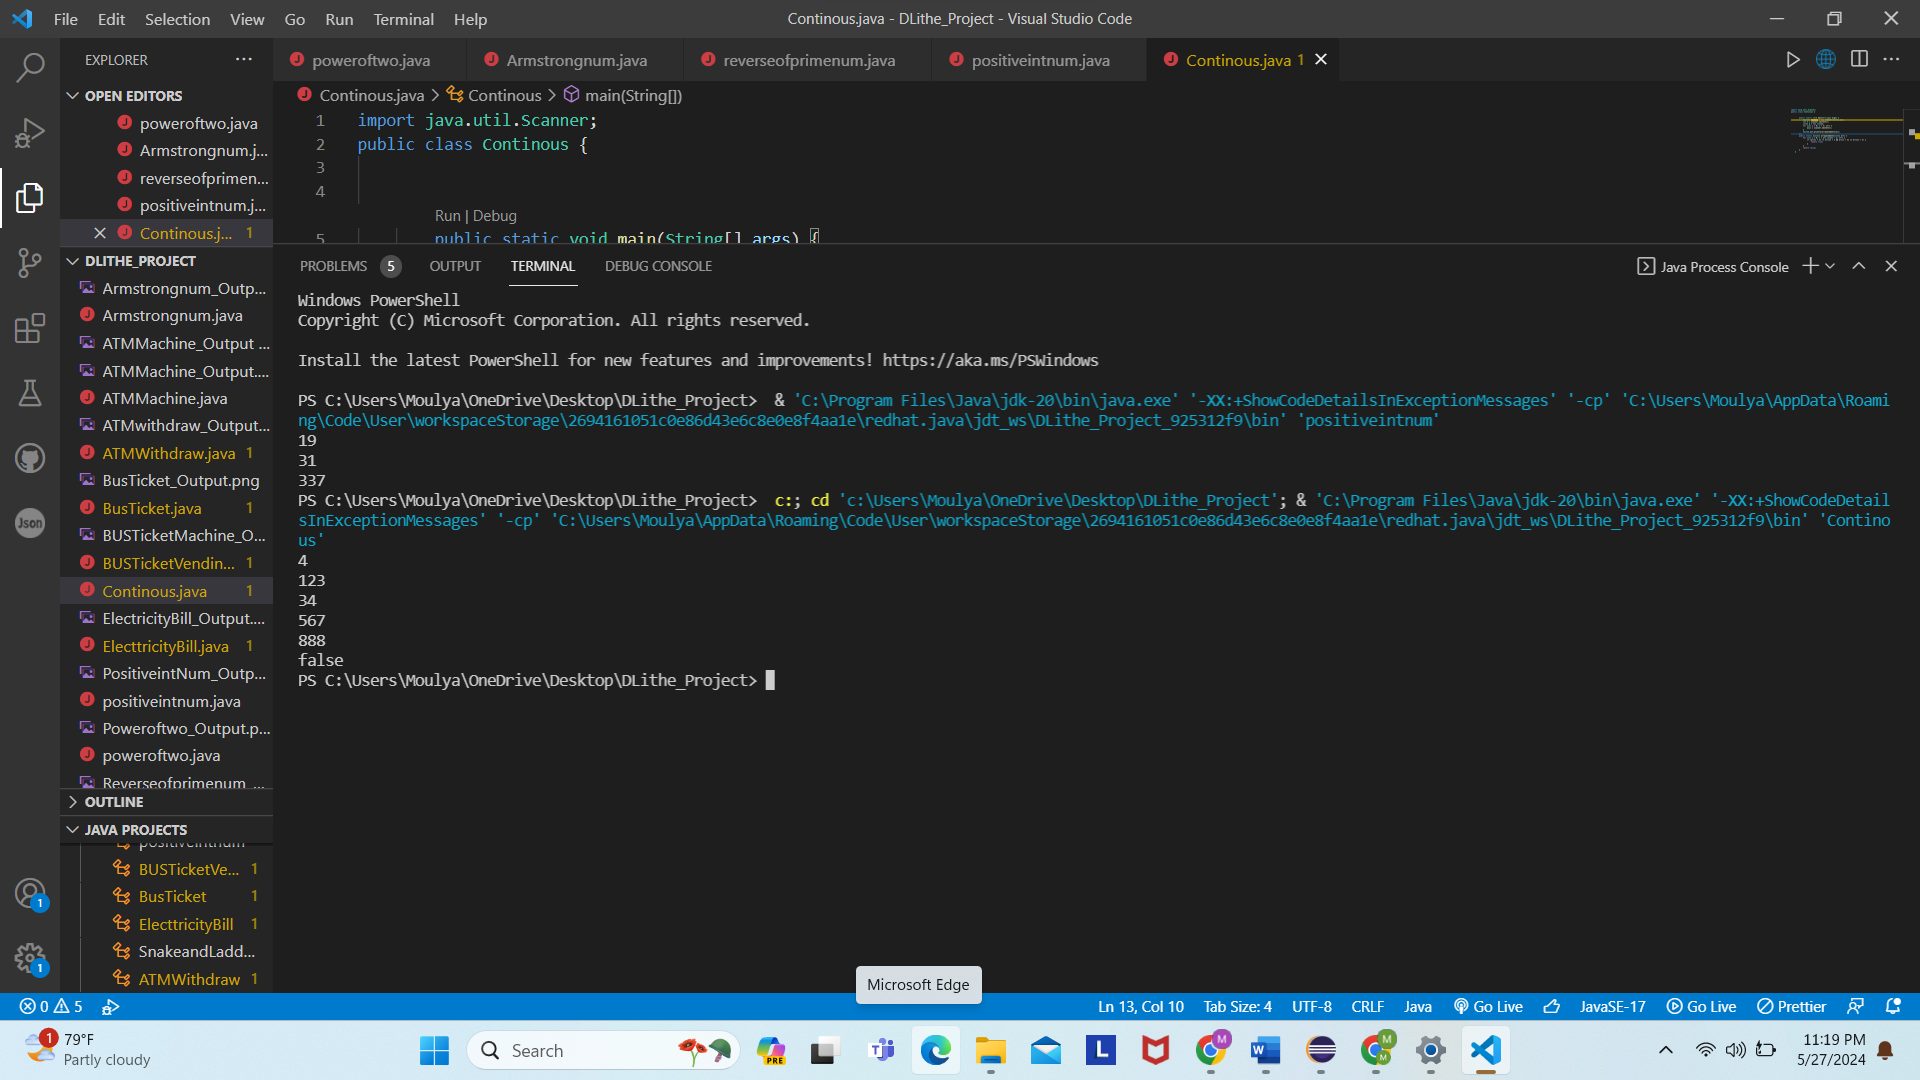 File Edit Selection View Go Run Terminal Help
Continous.java - DLithe_Project - Visual Studio Code
EXPLORER
OPEN EDITORS
poweroftwo.java
Armstrongnum.j...
reverseofprimen...
positiveintnum.j...
Continous.j... 1
DLITHE_PROJECT
Armstrongnum_Outp...
Armstrongnum.java
ATMMachine_Output ...
ATMMachine_Output....
ATMMachine.java
ATMwithdraw_Output...
ATMWithdraw.java 1
BusTicket_Output.png
BusTicket.java 1
BUSTicketMachine_O...
BUSTicketVendin... 1
Continous.java 1
ElectricityBill_Output....
ElecttricityBill.java 1
PositiveintNum_Outp...
positiveintnum.java
Poweroftwo_Output.p...
poweroftwo.java
Reverseofprimenum_...
OUTLINE
JAVA PROJECTS
positiveintnum
BUSTicketVe... 1
BusTicket 1
ElecttricityBill 1
SnakeandLadd...
ATMWithdraw 1
poweroftwo.java Armstrongnum.java reverseofprimenum.java positiveintnum.java Continous.java 1
Continous.java > Continous > main(String[])
1 import java.util.Scanner;
2 public class Continous {
3
4
Run | Debug
5 public static void main(String[] args) {
PROBLEMS 5 OUTPUT TERMINAL DEBUG CONSOLE
Java Process Console
Windows PowerShell
Copyright (C) Microsoft Corporation. All rights reserved.
Install the latest PowerShell for new features and improvements! https://aka.ms/PSWindows
PS C:\Users\Moulya\OneDrive\Desktop\DLithe_Project>  & 'C:\Program Files\Java\jdk-20\bin\java.exe' '-XX:+ShowCodeDetailsInExceptionMessages' '-cp' 'C:\Users\Moulya\AppData\Roami
ng\Code\User\workspaceStorage\2694161051c0e86d43e6c8e0e8f4aa1e\redhat.java\jdt_ws\DLithe_Project_925312f9\bin' 'positiveintnum'
19
31
337
PS C:\Users\Moulya\OneDrive\Desktop\DLithe_Project>  c:; cd 'c:\Users\Moulya\OneDrive\Desktop\DLithe_Project'; & 'C:\Program Files\Java\jdk-20\bin\java.exe' '-XX:+ShowCodeDetail
sInExceptionMessages' '-cp' 'C:\Users\Moulya\AppData\Roaming\Code\User\workspaceStorage\2694161051c0e86d43e6c8e0e8f4aa1e\redhat.java\jdt_ws\DLithe_Project_925312f9\bin' 'Contino
us'
4
123
34
567
888
false
PS C:\Users\Moulya\OneDrive\Desktop\DLithe_Project>
Json
1
1
Microsoft Edge
0 5
Ln 13, Col 10 Tab Size: 4 UTF-8 CRLF Java Go Live JavaSE-17 Go Live Prettier
1
79°F
Partly cloudy
Search
PRE
L
M
W
M
M
11:19 PM
5/27/2024